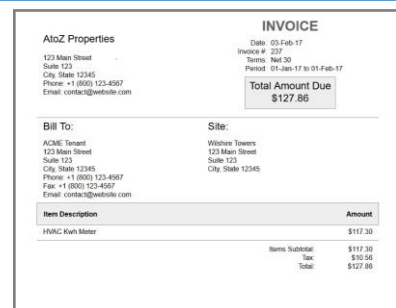 INVOICE
AtoZ Properties
Date: 03-Feb-17
Invoice #: 237
Terms: Net 30
Period: 01-Jan-17 to 01-Feb-17
123 Main Street
Suite 123
City, State 12345
Phone: +1 (800) 123-4567
Email: contact@website.com
Total Amount Due
$127.86
Bill To:
ACME Tenant
123 Main Street
Suite 123
City, State 12345
Phone: +1 (800) 123-4567
Fax: +1 (800) 123-4567
Email: contact@website.com
Site:
Wilshire Towers
123 Main Street
Suite 123
City, State 12345
Item Description Amount
HVAC Kwh Meter $117.30
Items Subtotal: $117.30
Tax: $10.56
Total: $127.86